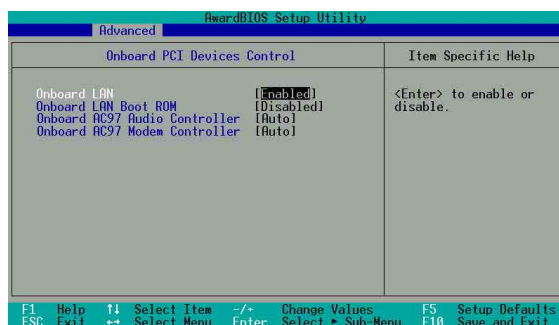 AwardBIOS Setup Utility
Advanced
Onboard PCI Devices Control
Item Specific Help
Onboard LAN [Enabled]
Onboard LAN Boot ROM [Disabled]
Onboard AC97 Audio Controller [Auto]
Onboard AC97 Modem Controller [Auto]
<Enter> to enable or
disable.
F1 Help ↑↓ Select Item -/+ Change Values F5 Setup Defaults
ESC Exit ←→ Select Menu Enter Select ► Sub-Menu F10 Save and Exit